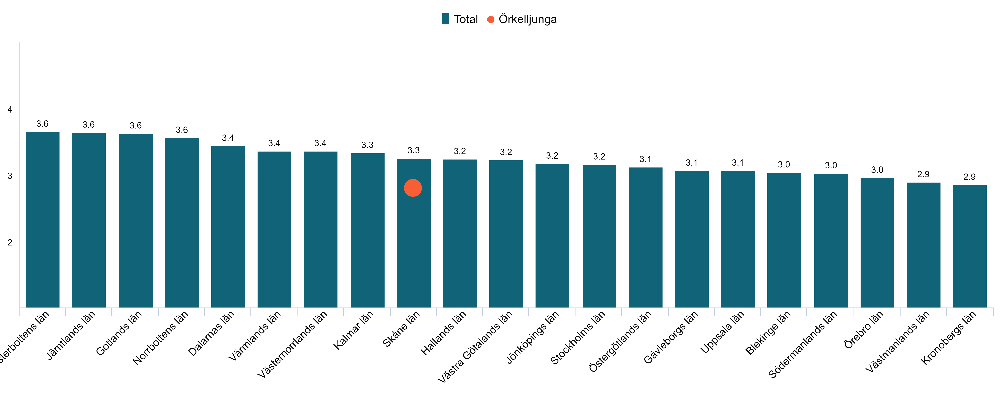 Total Örkelljunga
4
3
2
3.6 3.6 3.6 3.6 3.4 3.4 3.4 3.3 3.3 3.2 3.2 3.2 3.2 3.1 3.1 3.1 3.0 3.0 3.0 2.9 2.9
län
Jämtlands län
Gotlands län
Norrbottens län
Dalarnas län
Värmlands län
Västernorrlands län
Kalmar län
Skåne län
Hallands län
Västra Götalands län
Jönköpings län
Stockholms län
Östergötlands län
Gävleborgs län
Uppsala län
Blekinge län
Södermanlands län
Örebro län
Västmanlands län
Kronobergs län